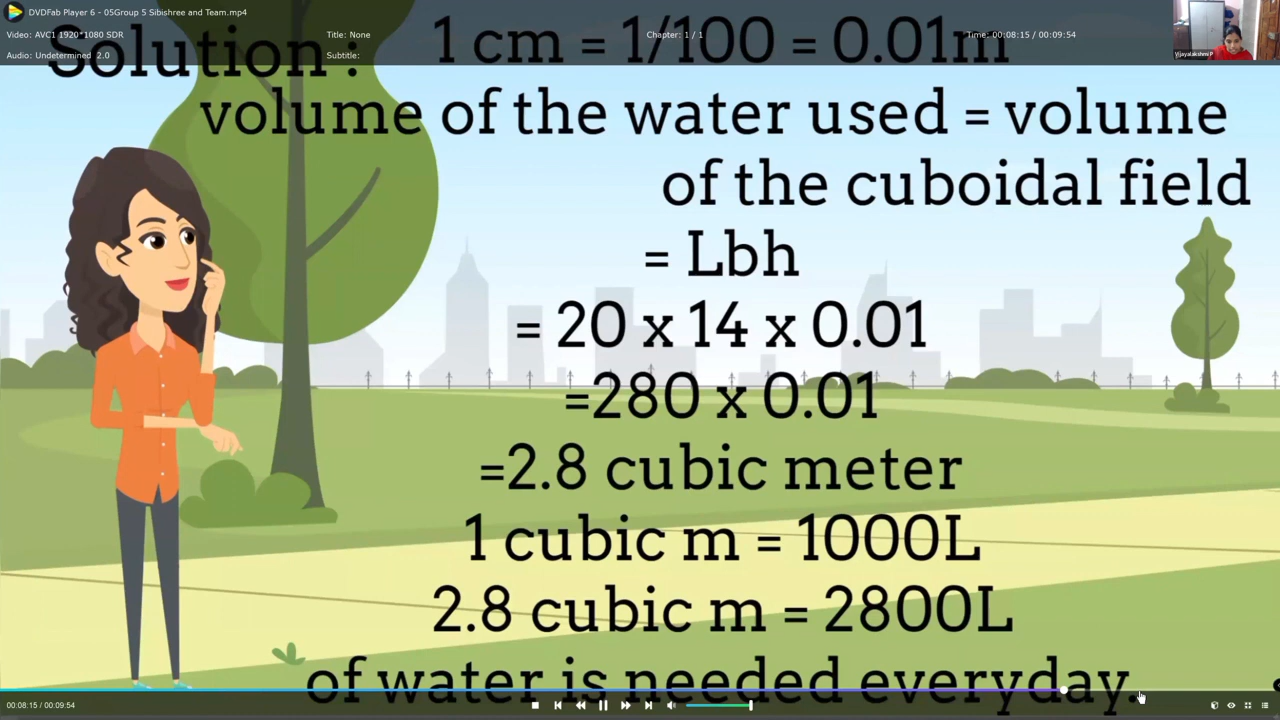 DVDFab Player 6 - 05Group 5 Sibishree and Team.mp4
Video: AVC1 1920*1080 SDR
Title: None
Chapter: 1 / 1
Time: 00:08:15 / 00:09:54
Audio: Undetermined 2.0
Subtitle:
Vijayalakshmi P
Solution : 1 cm = 1/100 = 0.01m
volume of the water used = volume
of the cuboidal field
= Lbh
= 20 x 14 x 0.01
=280 x 0.01
=2.8 cubic meter
1 cubic m = 1000L
2.8 cubic m = 2800L
of water is needed everyday.
00:08:15 / 00:09:54